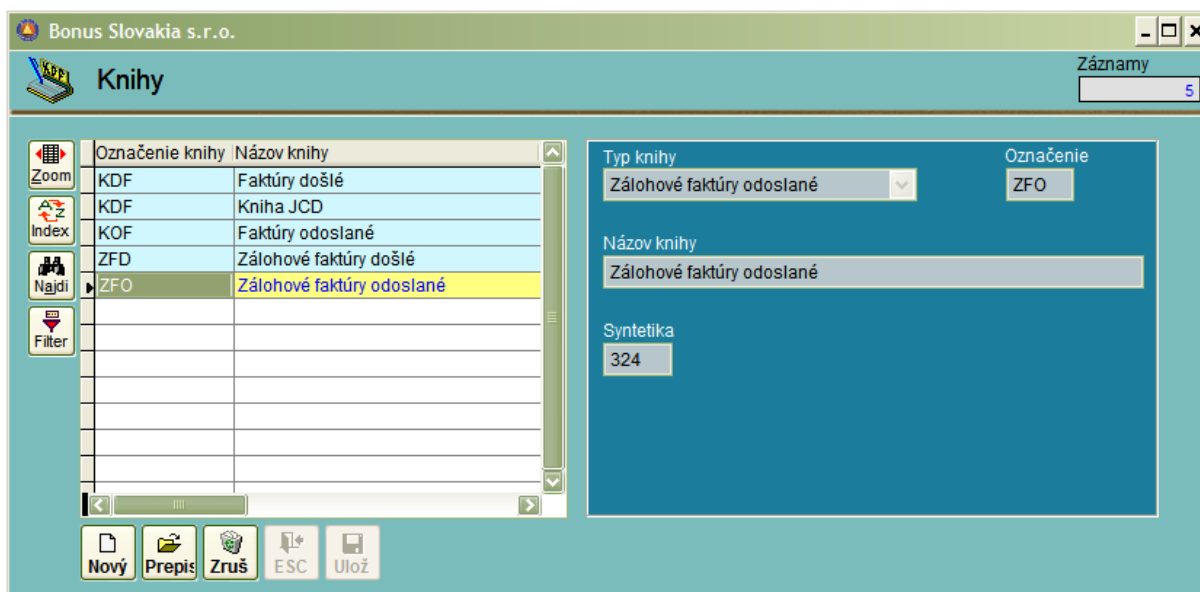 Bonus Slovakia s.r.o.
KDF
Knihy
Záznamy
5
Zoom
Index
Najdi
Filter
Označenie knihy Názov knihy
KDF Faktúry došlé
KDF Kniha JCD
KOF Faktúry odoslané
ZFD Zálohové faktúry došlé
ZFO Zálohové faktúry odoslané
Typ knihy Označenie
Zálohové faktúry odoslané ZFO
Názov knihy
Zálohové faktúry odoslané
Syntetika
324
Nový Prepis Zruš ESC Ulož